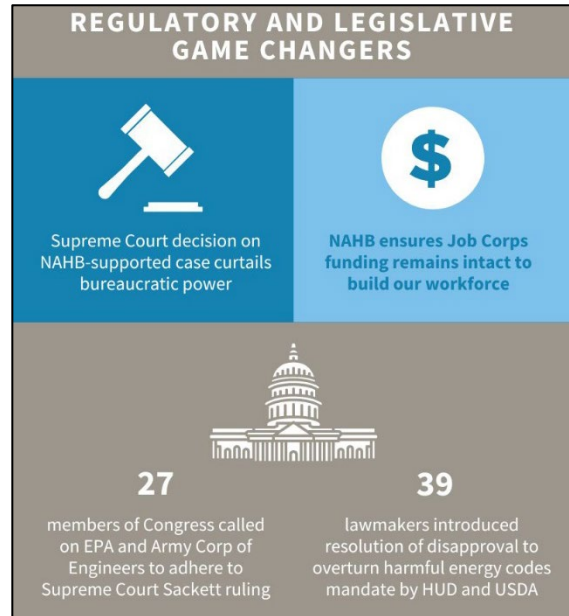 REGULATORY AND LEGISLATIVE
GAME CHANGERS
Supreme Court decision on
NAHB-supported case curtails
bureaucratic power
$
NAHB ensures Job Corps
funding remains intact to
build our workforce
27
members of Congress called
on EPA and Army Corp of
Engineers to adhere to
Supreme Court Sackett ruling
39
lawmakers introduced
resolution of disapproval to
overturn harmful energy codes
mandate by HUD and USDA